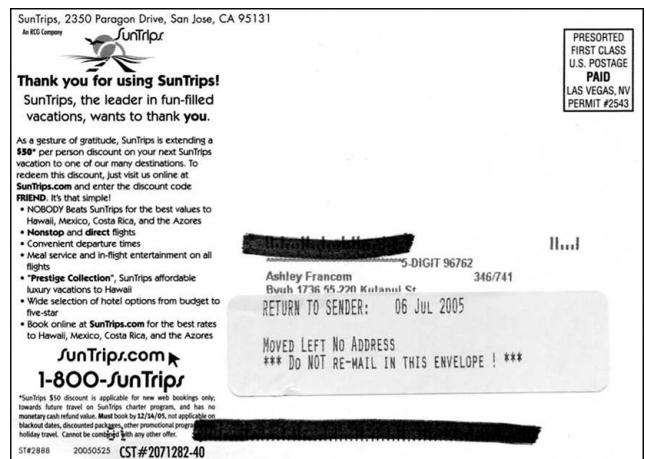 SunTrips, 2350 Paragon Drive, San Jose, CA 95131
An RCG Company
SunTrips
Thank you for using SunTrips!
SunTrips, the leader in fun-filled
vacations, wants to thank you.
As a gesture of gratitude, SunTrips is extending a
$50* per person discount on your next SunTrips
vacation to one of our many destinations. To
redeem this discount, just visit us online at
SunTrips.com and enter the discount code
FRIEND. It's that simple!
• NOBODY Beats SunTrips for the best values to
Hawaii, Mexico, Costa Rica, and the Azores
• Nonstop and direct flights
• Convenient departure times
• Meal service and in-flight entertainment on all
flights
• "Prestige Collection", SunTrips affordable
luxury vacations to Hawaii
• Wide selection of hotel options from budget to
five-star
• Book online at SunTrips.com for the best rates
to Hawaii, Mexico, Costa Rica, and the Azores
SunTrips.com
1-800-SunTrips
*SunTrips $50 discount is applicable for new web bookings only;
towards future travel on SunTrips charter program, and has no
monetary cash refund value. Must book by 12/14/05, not applicable on
blackout dates, discounted packages, other promotional
holiday travel. Cannot be combined with any other offer.
ST#2888 20050525 CST#2071282-40
PRESORTED
FIRST CLASS
U.S. POSTAGE
PAID
LAS VEGAS, NV
PERMIT #2543
5-DIGIT 96762
Ashley Francom 346/741
Byuh 1736 55-220 Kulanui St
RETURN TO SENDER: 06 JUL 2005
MOVED LEFT NO ADDRESS
*** DO NOT RE-MAIL IN THIS ENVELOPE ! ***